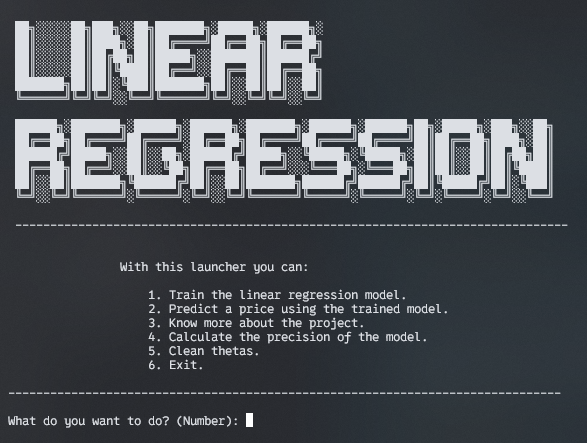 LINEAR
REGRESSION
With this launcher you can:
1. Train the linear regression model.
2. Predict a price using the trained model.
3. Know more about the project.
4. Calculate the precision of the model.
5. Clean thetas.
6. Exit.
What do you want to do? (Number):